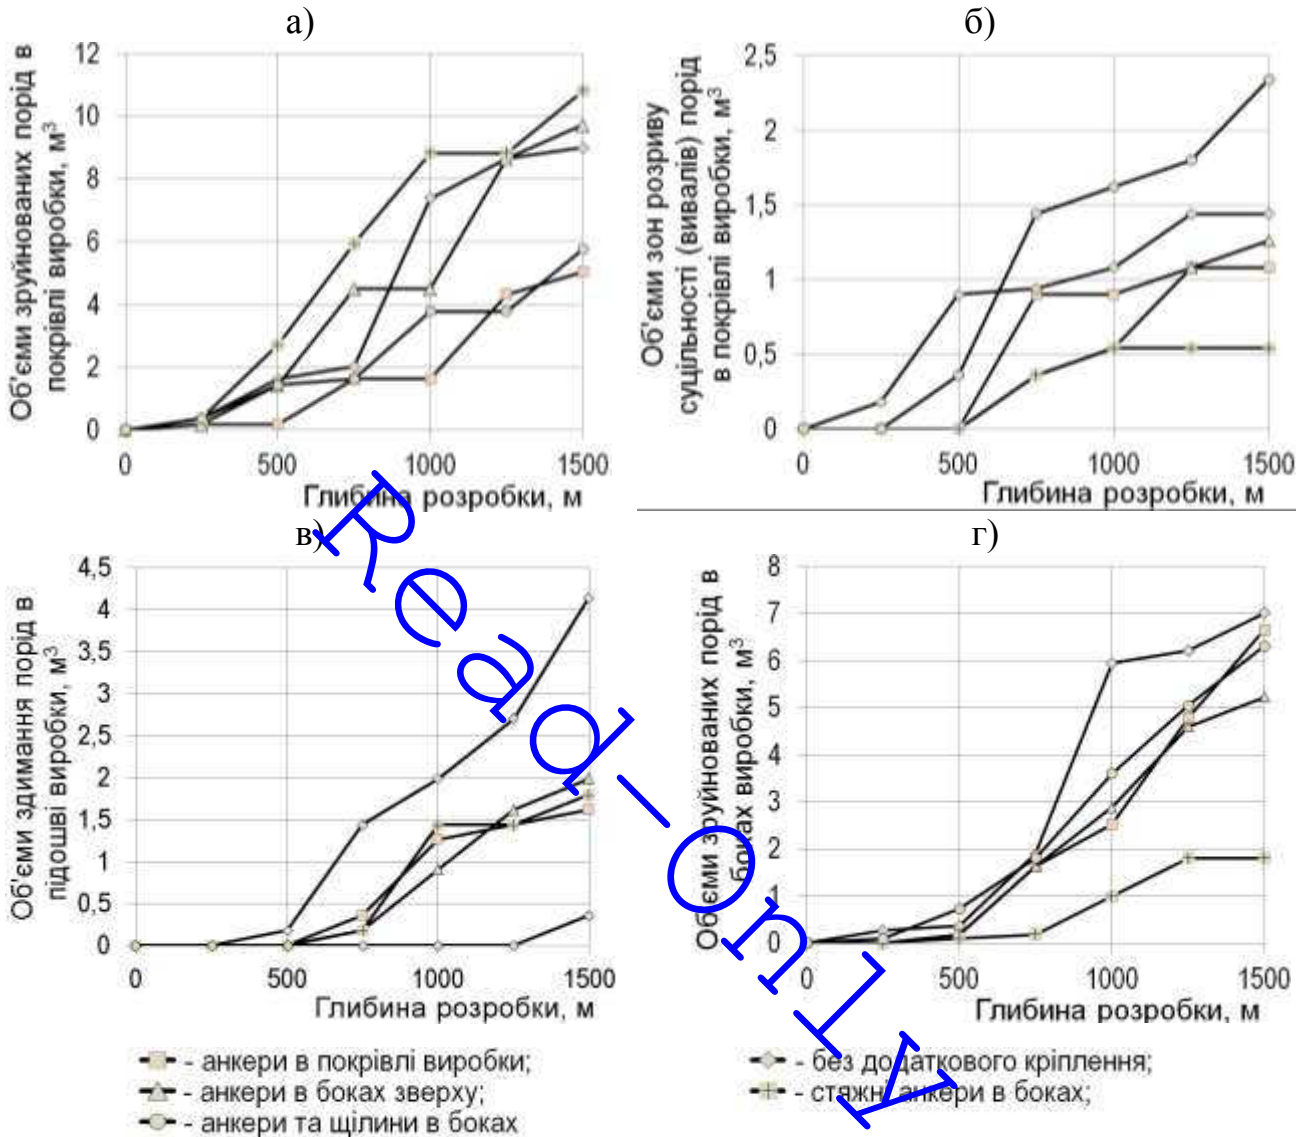 а)
Об'єми зруйнованих порід в
покрівлі виробки, м³
12
10
8
6
4
2
0
0 500 1000 1500
Глибина розробки, м
б)
Об'єми зон розриву
суцільності (вивалів) порід
в покрівлі виробки, м³
2,5
2
1,5
1
0,5
0
0 500 1000 1500
Глибина розробки, м
в)
Об'єми здимання порід в
підошві виробки, м³
4,5
4
3,5
3
2,5
2
1,5
1
0,5
0
0 500 1000 1500
Глибина розробки, м
г)
Об'єми зруйнованих порід в
боках виробки, м³
8
7
6
5
4
3
2
1
0
0 500 1000 1500
Глибина розробки, м
- анкери в покрівлі виробки;
- анкери в боках зверху;
- анкери та щілини в боках
- без додаткового кріплення;
- стяжні анкери в боках;
Read-Only